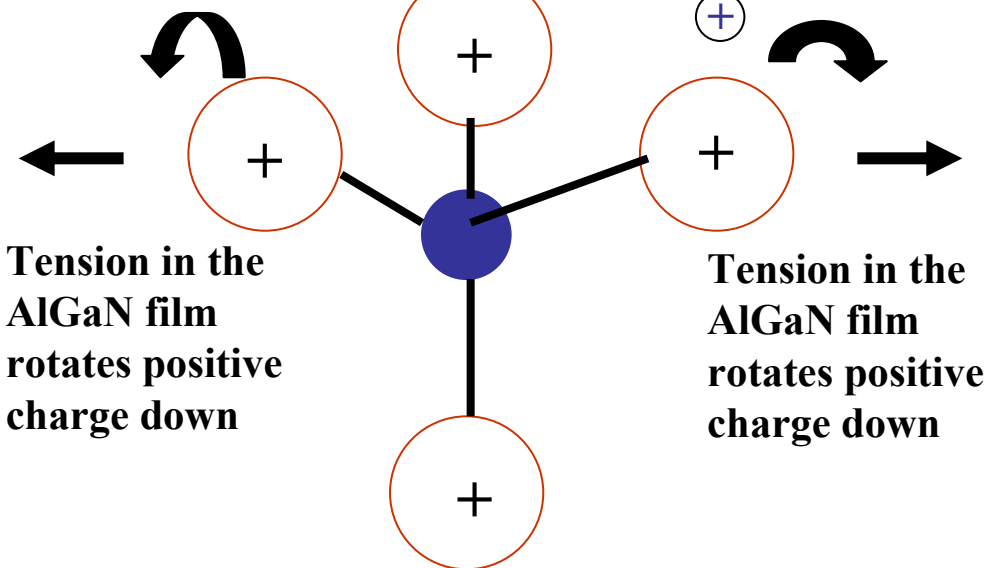 +
+
+
+
Tension in the
AlGaN film
rotates positive
charge down
Tension in the
AlGaN film
rotates positive
charge down
+